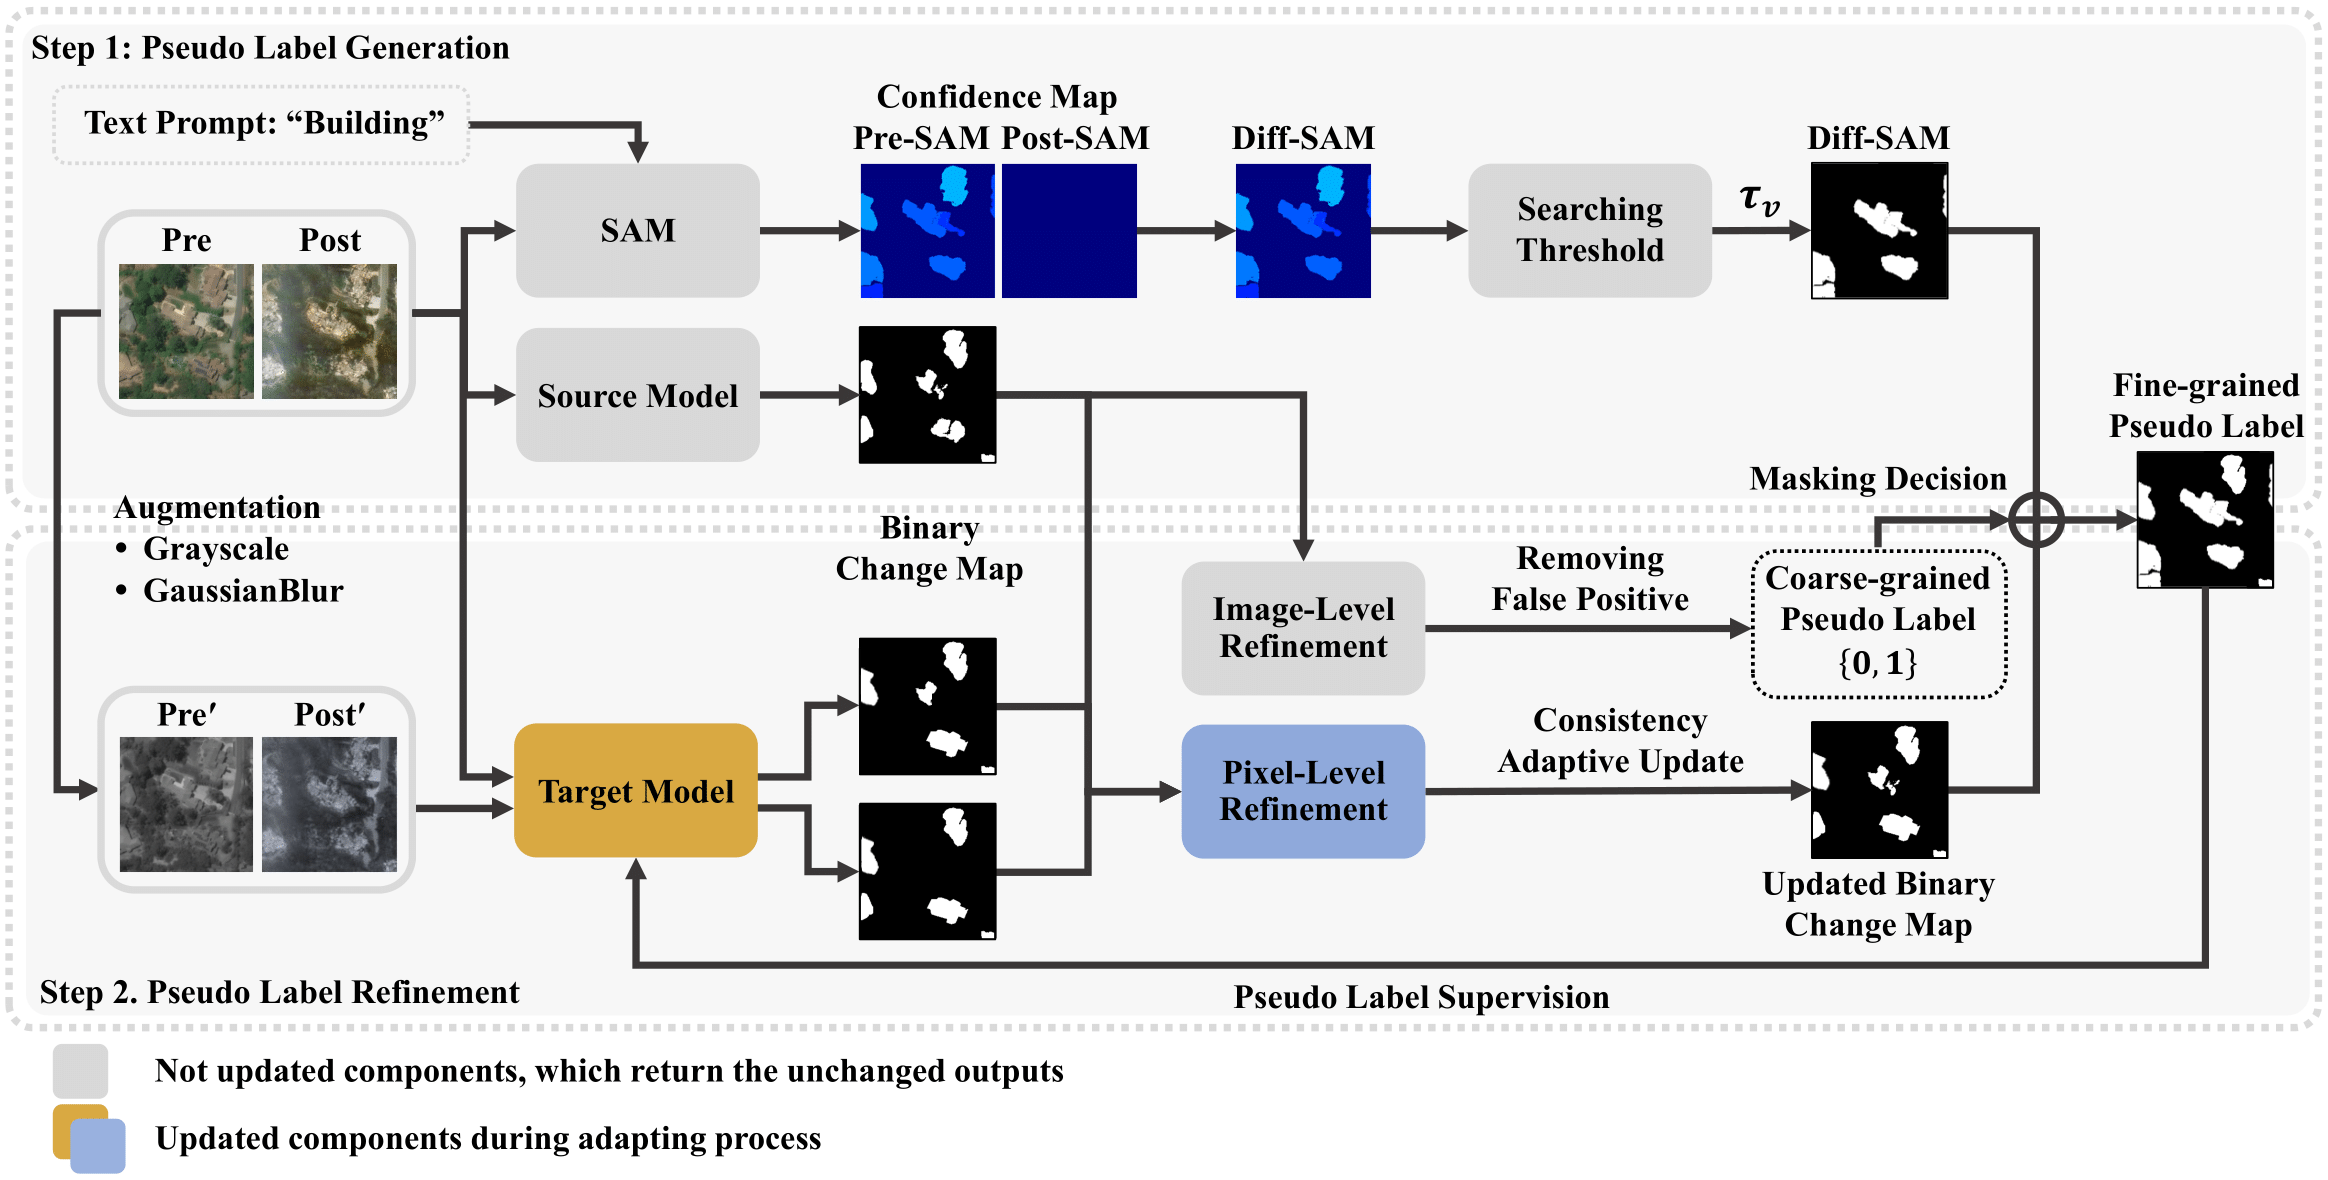 Step 1: Pseudo Label Generation
Text Prompt: “Building”
Confidence Map
Pre-SAM Post-SAM
Diff-SAM
Diff-SAM
SAM
Searching
Threshold
τᵥ
Pre Post
Source Model
Fine-grained
Pseudo Label
Masking Decision
Augmentation
• Grayscale
• GaussianBlur
Binary
Change Map
Image-Level
Refinement
Removing
False Positive
Coarse-grained
Pseudo Label
{0, 1}
Pre′ Post′
Target Model
Pixel-Level
Refinement
Consistency
Adaptive Update
Updated Binary
Change Map
Step 2. Pseudo Label Refinement
Pseudo Label Supervision
Not updated components, which return the unchanged outputs
Updated components during adapting process